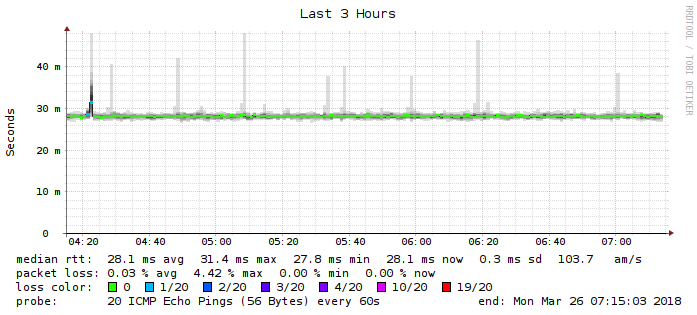 Last 3 Hours
RRDTOOL / TOBI OETIKER
Seconds
40 m
30 m
20 m
10 m
0
04:20 04:40 05:00 05:20 05:40 06:00 06:20 06:40 07:00
median rtt: 28.1 ms avg 31.4 ms max 27.8 ms min 28.1 ms now 0.3 ms sd 103.7 am/s
packet loss: 0.03 % avg 4.42 % max 0.00 % min 0.00 % now
loss color: 0 1/20 2/20 3/20 4/20 10/20 19/20
probe: 20 ICMP Echo Pings (56 Bytes) every 60s end: Mon Mar 26 07:15:03 2018